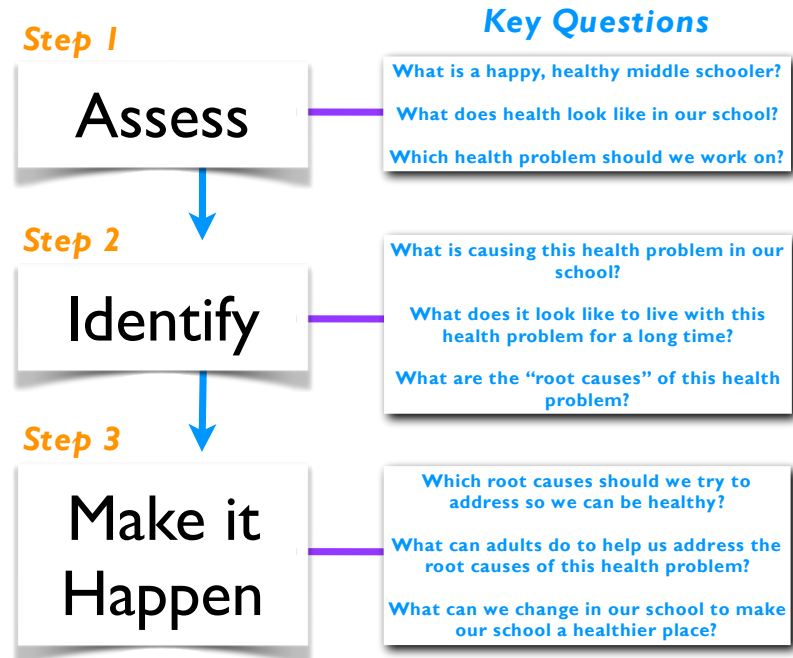 Key Questions
Step 1
Assess
What is a happy, healthy middle schooler?
What does health look like in our school?
Which health problem should we work on?
Step 2
Identify
What is causing this health problem in our
school?
What does it look like to live with this
health problem for a long time?
What are the “root causes” of this health
problem?
Step 3
Make it
Happen
Which root causes should we try to
address so we can be healthy?
What can adults do to help us address the
root causes of this health problem?
What can we change in our school to make
our school a healthier place?